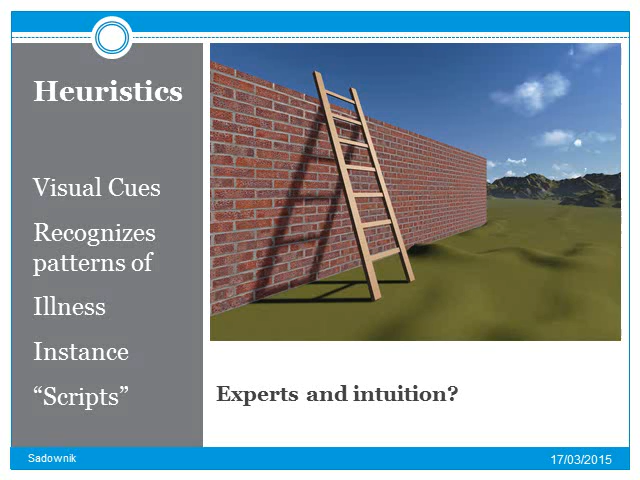 Heuristics
Visual Cues
Recognizes
patterns of
Illness
Instance
“Scripts”
Experts and intuition?
Sadownik
17/03/2015